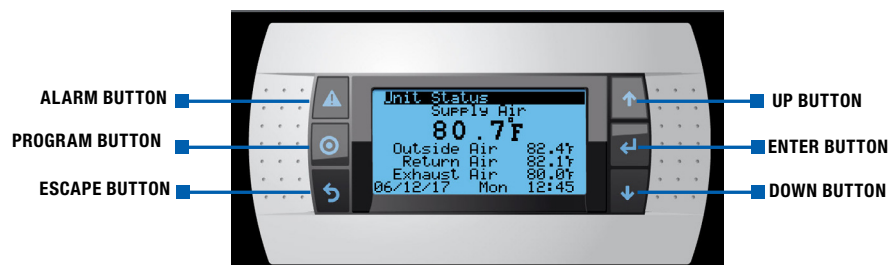 ALARM BUTTON
PROGRAM BUTTON
ESCAPE BUTTON
Unit Status
Supply Air
80.7°F
Outside Air 82.4°F
Return Air 82.1°F
Exhaust Air 80.0°F
06/12/17 Mon 12:45
UP BUTTON
ENTER BUTTON
DOWN BUTTON